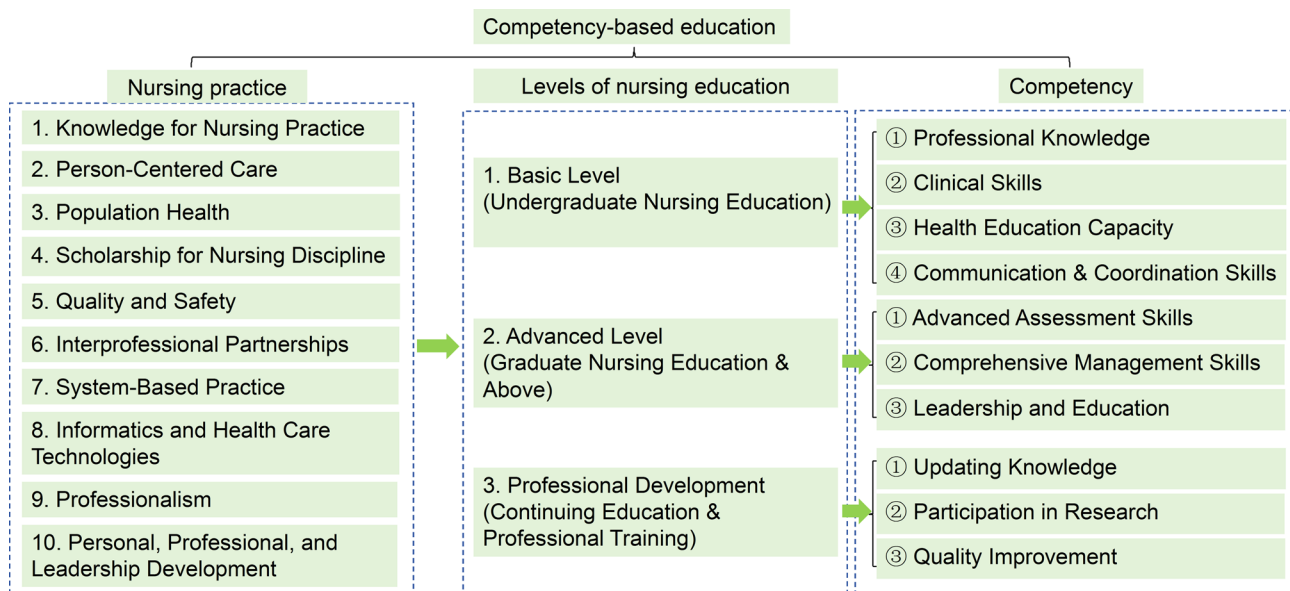 Competency-based education
Nursing practice
1. Knowledge for Nursing Practice
2. Person-Centered Care
3. Population Health
4. Scholarship for Nursing Discipline
5. Quality and Safety
6. Interprofessional Partnerships
7. System-Based Practice
8. Informatics and Health Care
Technologies
9. Professionalism
10. Personal, Professional, and
Leadership Development
Levels of nursing education
1. Basic Level
(Undergraduate Nursing Education)
2. Advanced Level
(Graduate Nursing Education &
Above)
3. Professional Development
(Continuing Education &
Professional Training)
Competency
① Professional Knowledge
② Clinical Skills
③ Health Education Capacity
④ Communication & Coordination Skills
① Advanced Assessment Skills
② Comprehensive Management Skills
③ Leadership and Education
① Updating Knowledge
② Participation in Research
③ Quality Improvement